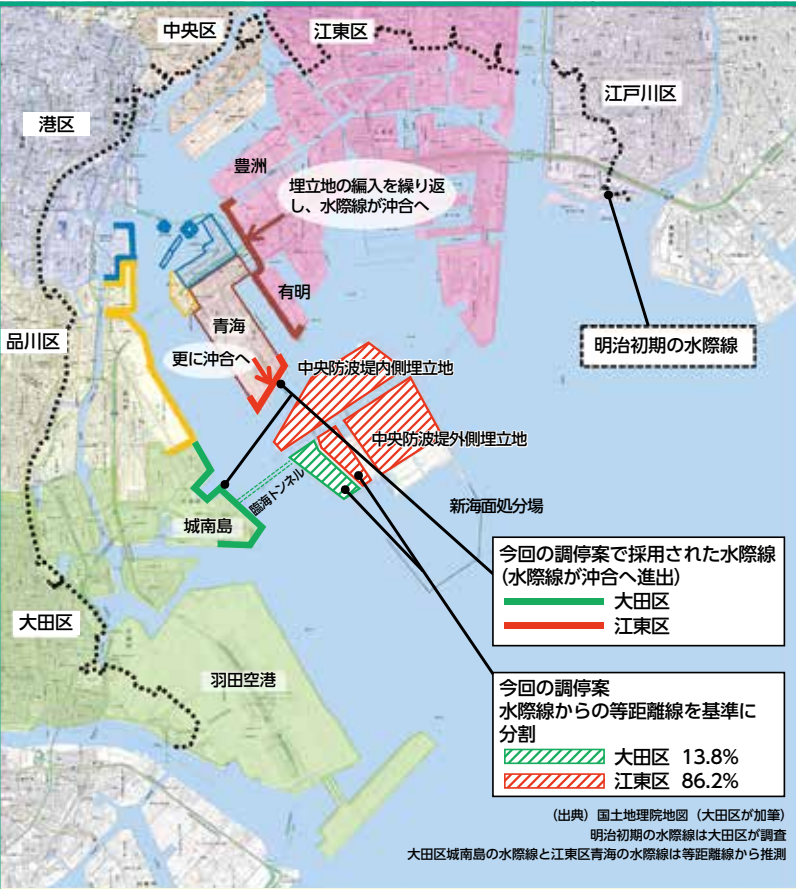 中央区
江東区
江戸川区
港区
豊洲
埋立地の編入を繰り返
し、水際線が沖合へ
有明
青海
品川区
明治初期の水際線
更に沖合へ
中央防波堤内側埋立地
中央防波堤外側埋立地
臨海トンネル
新海面処分場
城南島
今回の調停案で採用された水際線
(水際線が沖合へ進出)
大田区
江東区
大田区
羽田空港
今回の調停案
水際線からの等距離線を基準に
分割
大田区 13.8%
江東区 86.2%
(出典)国土地理院地図(大田区が加筆)
明治初期の水際線は大田区が調査
大田区城南島の水際線と江東区青海の水際線は等距離線から推測